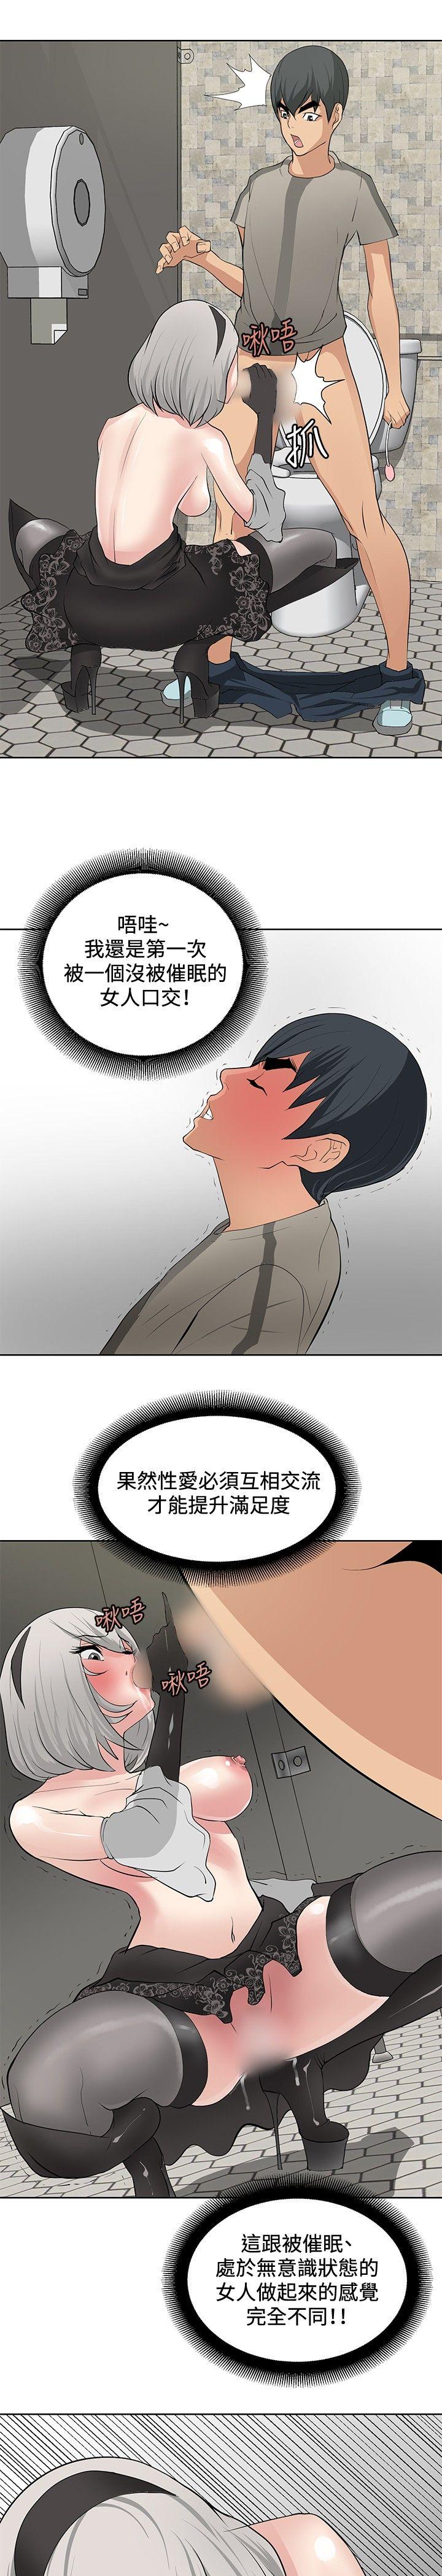 啾唔
抓
唔哇~
我還是第一次
被一個沒被催眠的
女人口交！
果然性愛必須互相交流
才能提升滿足度
啾唔
啾唔
這跟被催眠、
處於無意識狀態的
女人做起來的感覺
完全不同！！